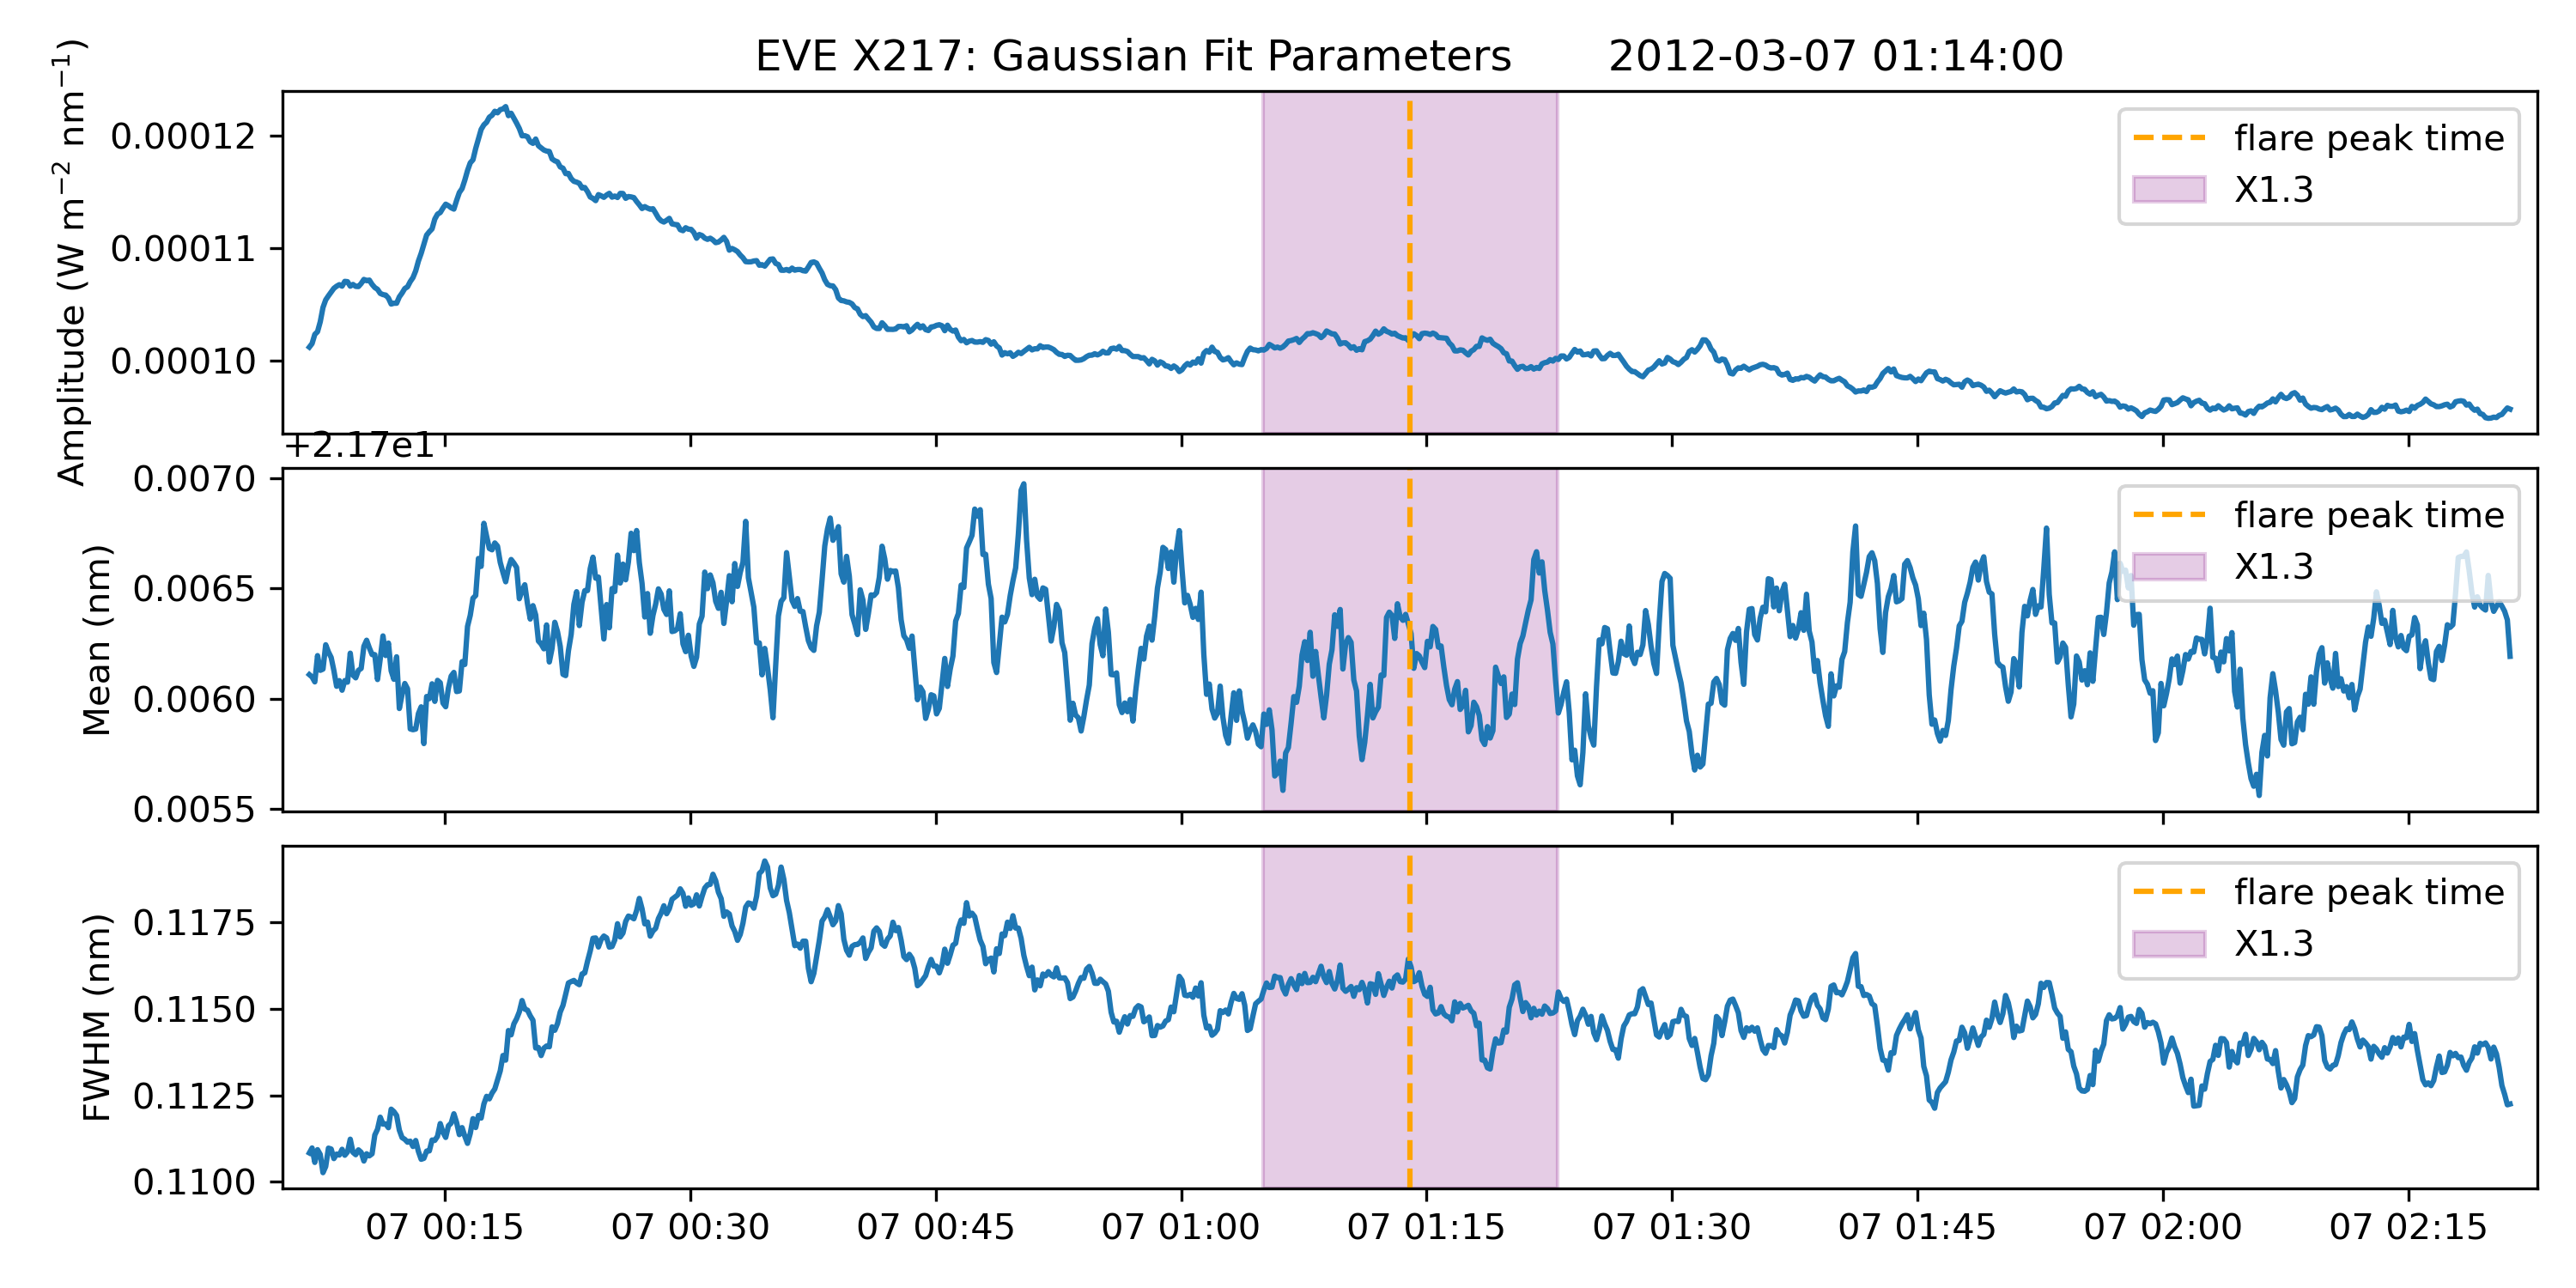 EVE X217: Gaussian Fit Parameters 2012-03-07 01:14:00
Amplitude (W m⁻² nm⁻¹)
0.00012
0.00011
0.00010
flare peak time
X1.3
+2.17e1
Mean (nm)
0.0070
0.0065
0.0060
0.0055
flare peak time
X1.3
FWHM (nm)
0.1175
0.1150
0.1125
0.1100
flare peak time
X1.3
07 00:15 07 00:30 07 00:45 07 01:00 07 01:15 07 01:30 07 01:45 07 02:00 07 02:15